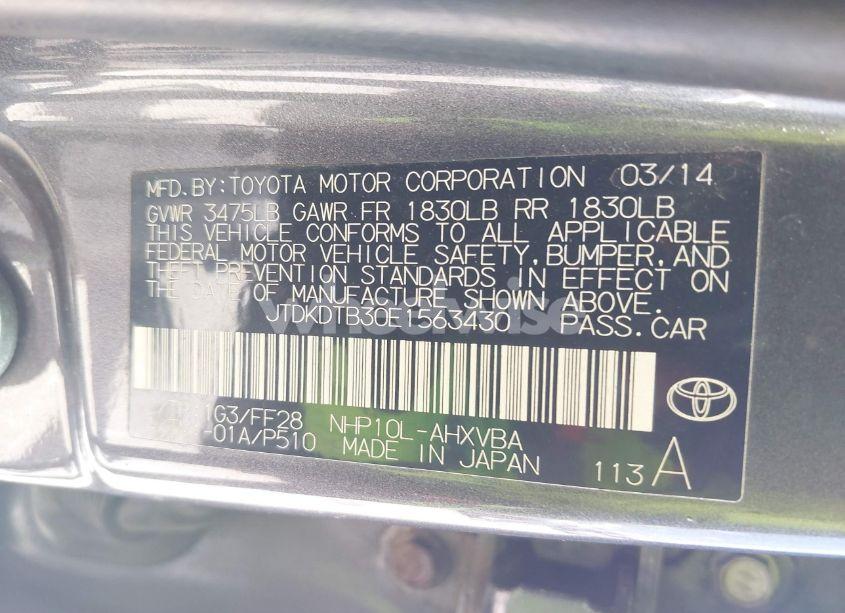 MFD. BY: TOYOTA MOTOR CORPORATION 03/14
GVWR 3475LB GAWR FR 1830LB RR 1830LB
THIS VEHICLE CONFORMS TO ALL APPLICABLE
FEDERAL MOTOR VEHICLE SAFETY, BUMPER, AND
THEFT PREVENTION STANDARDS IN EFFECT ON
THE DATE OF MANUFACTURE SHOWN ABOVE.
JTDKDTB30E1563430 PASS. CAR
1G3/FF28 NHP10L-AHXVBA
-01A/P510 MADE IN JAPAN
113 A